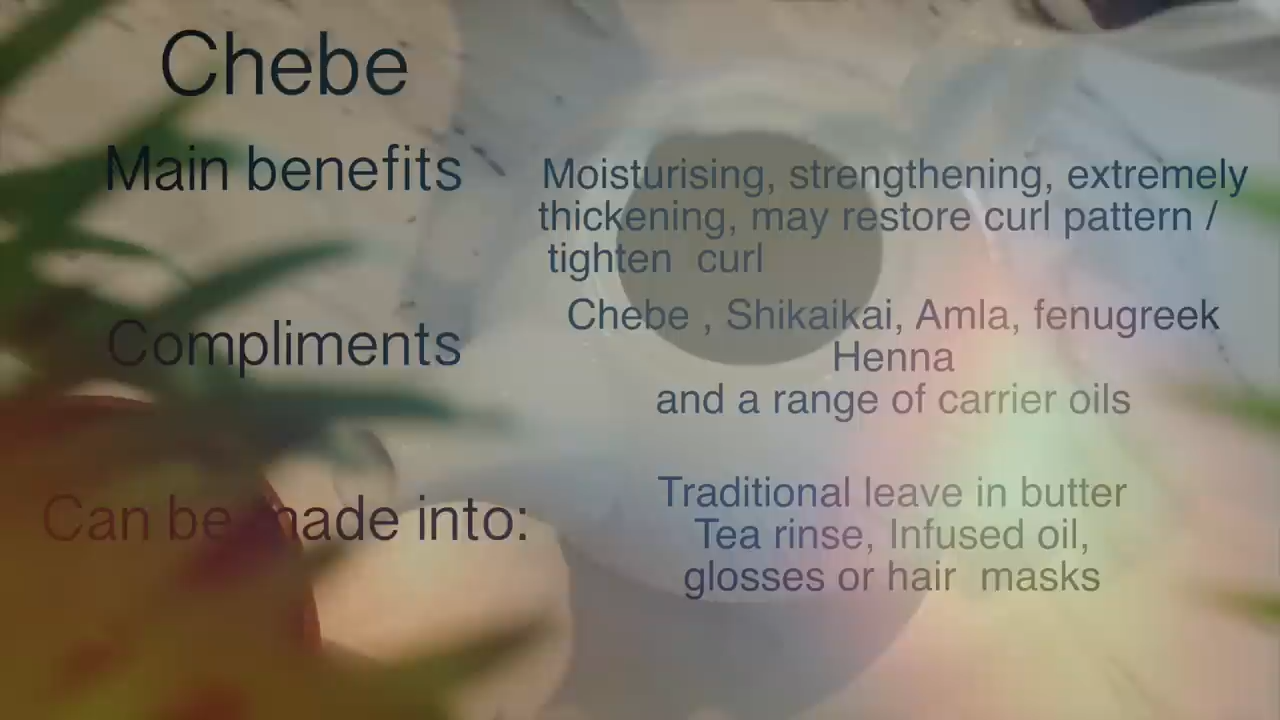 Chebe
Main benefits
Moisturising, strengthening, extremely
thickening, may restore curl pattern /
tighten curl
Compliments
Chebe , Shikaikai, Amla, fenugreek
Henna
and a range of carrier oils
Can be made into:
Traditional leave in butter
Tea rinse, Infused oil,
glosses or hair masks